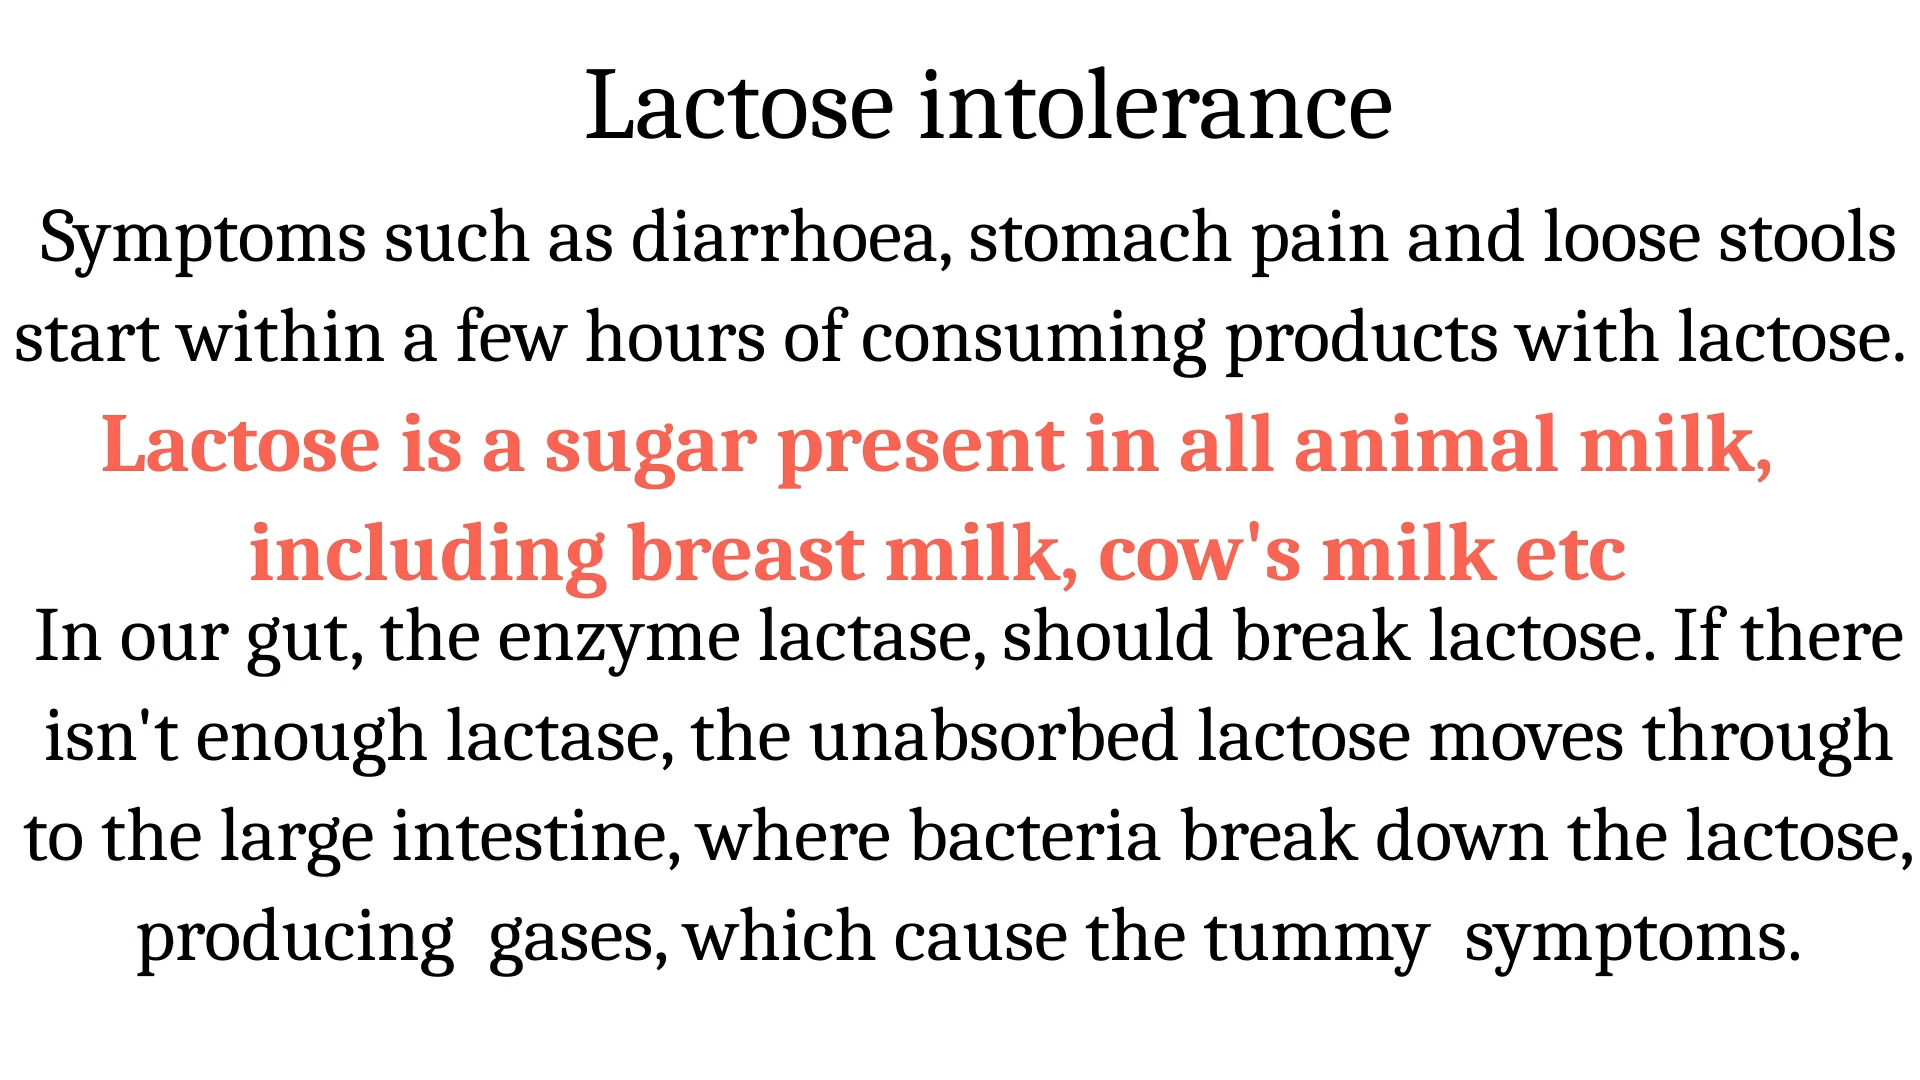 Lactose intolerance
Symptoms such as diarrhoea, stomach pain and loose stools
start within a few hours of consuming products with lactose.
Lactose is a sugar present in all animal milk,
including breast milk, cow's milk etc
In our gut, the enzyme lactase, should break lactose. If there
isn't enough lactase, the unabsorbed lactose moves through
to the large intestine, where bacteria break down the lactose,
producing  gases, which cause the tummy  symptoms.